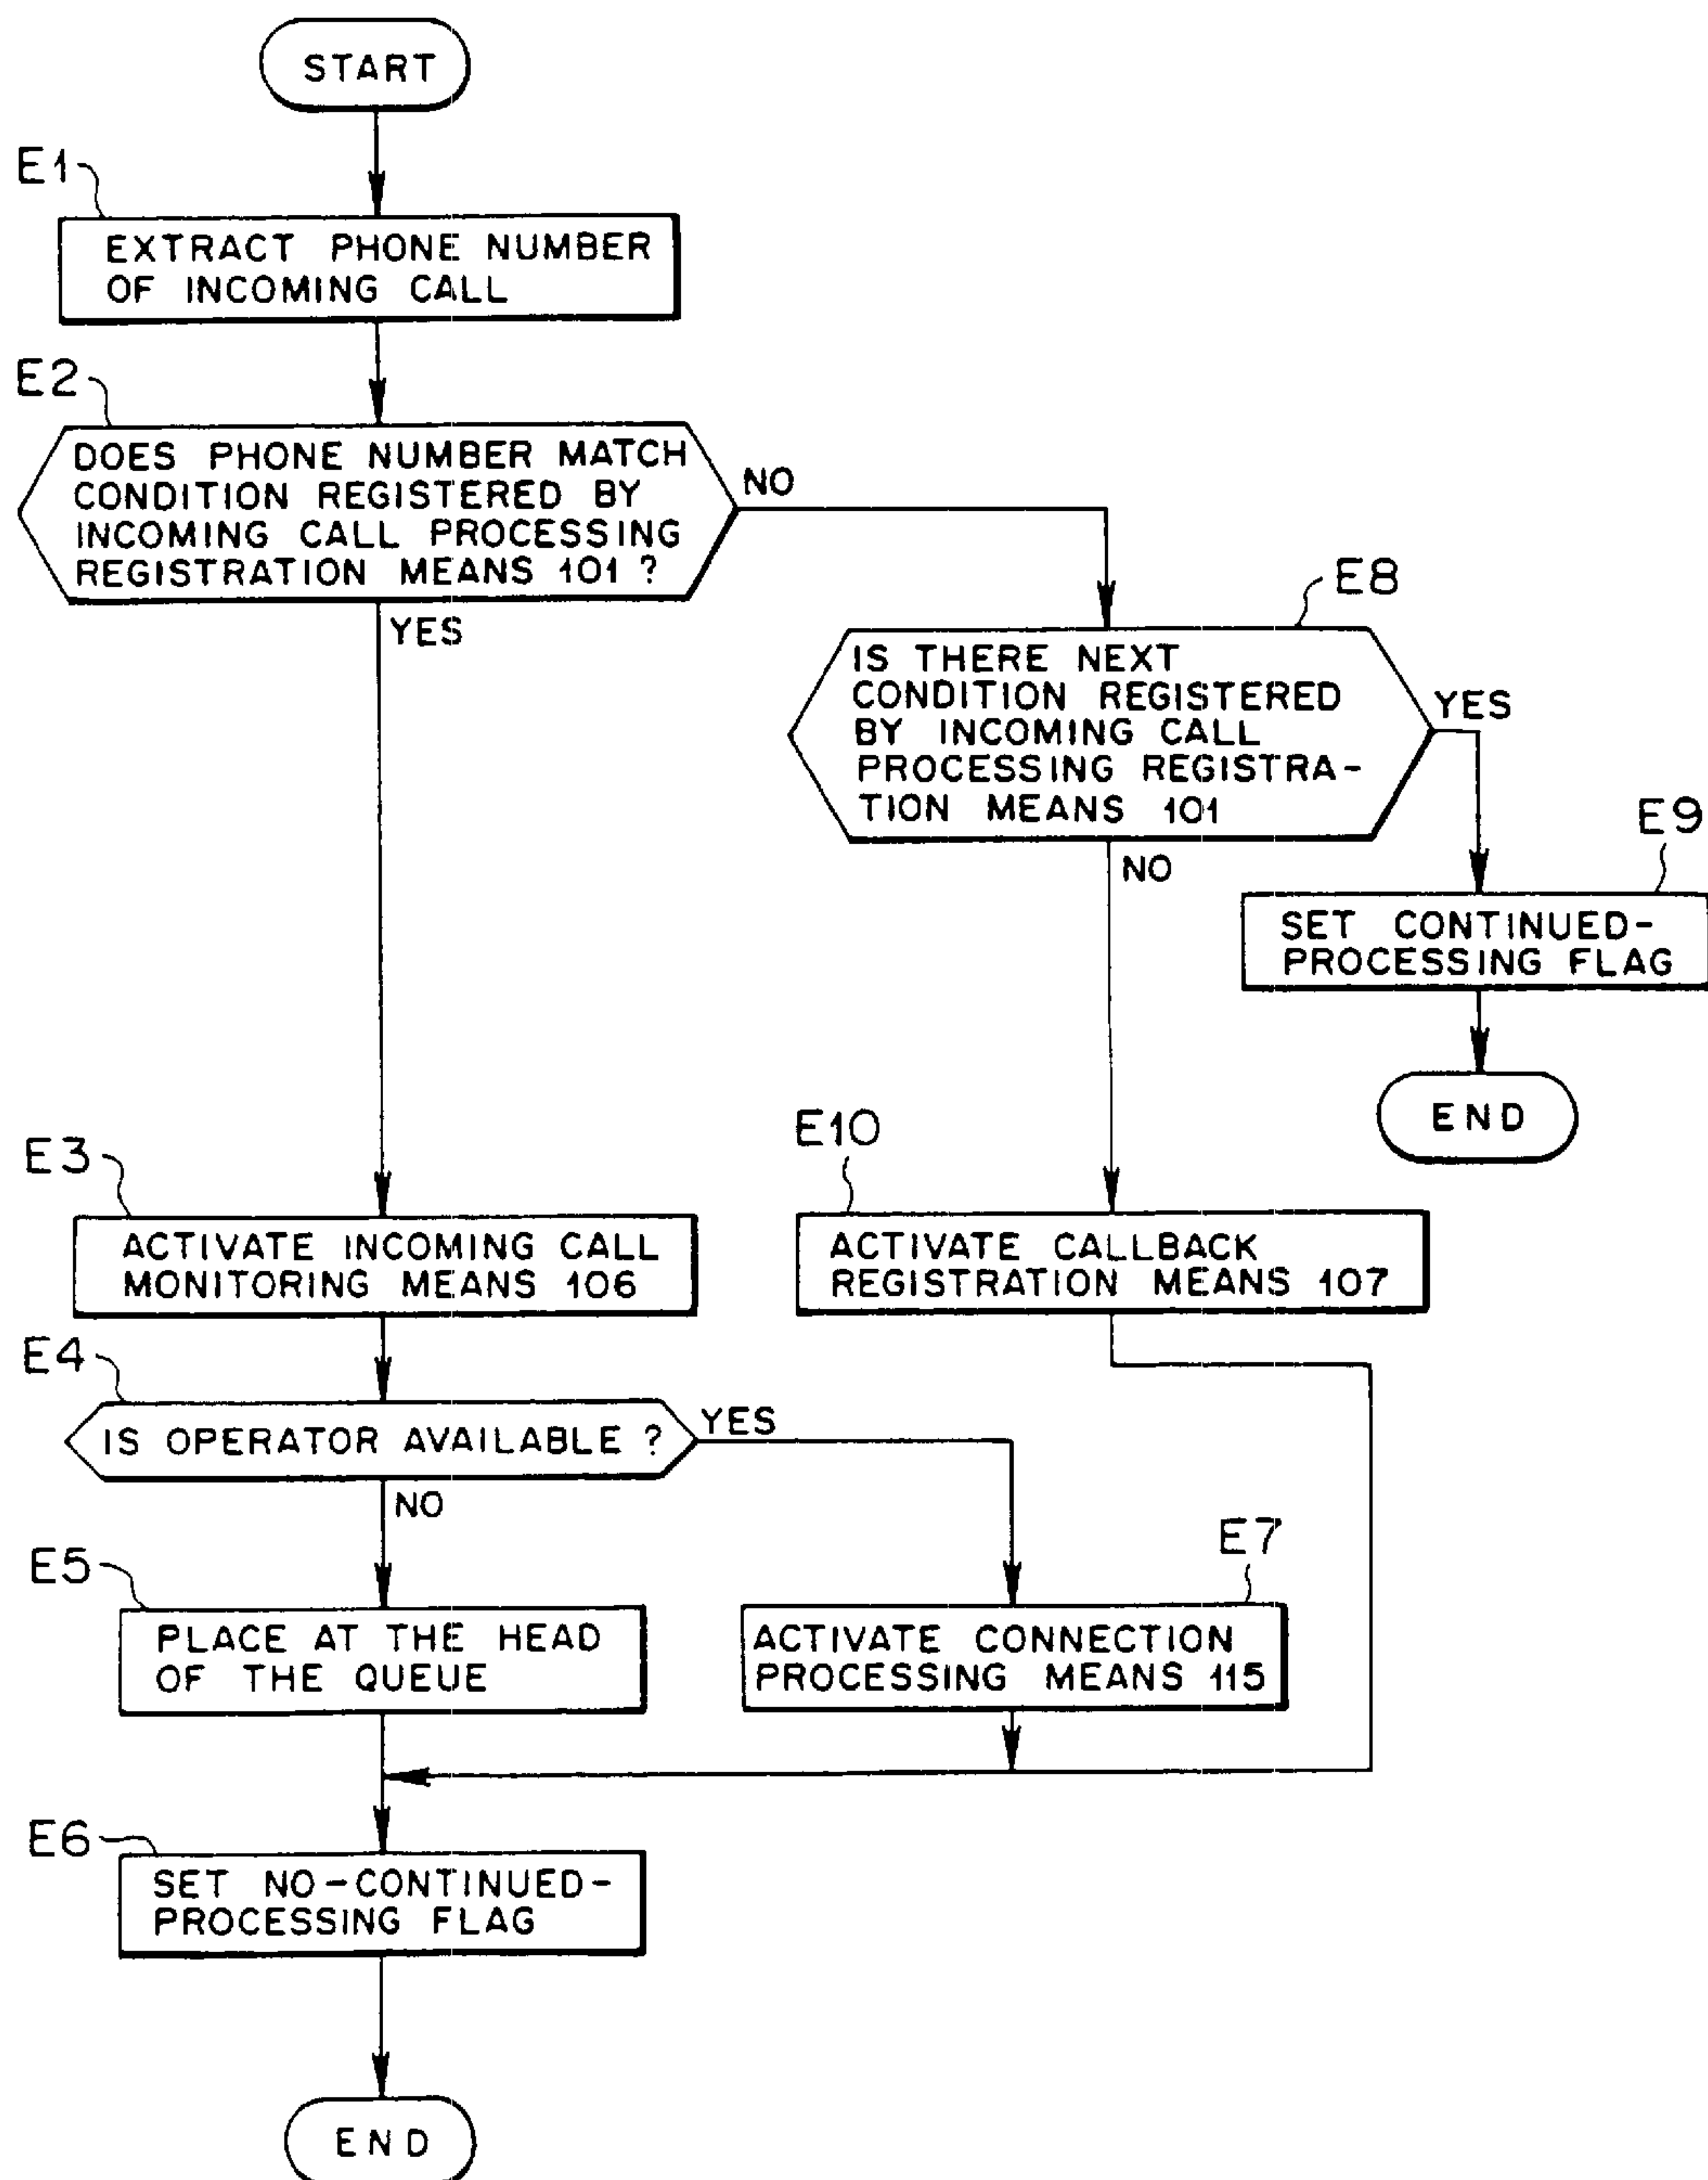 START
E1
EXTRACT PHONE NUMBER
OF INCOMING CALL
E2
DOES PHONE NUMBER MATCH
CONDITION REGISTERED BY
INCOMING CALL PROCESSING
REGISTRATION MEANS 101 ?
NO
YES
E8
IS THERE NEXT
CONDITION REGISTERED
BY INCOMING CALL
PROCESSING REGISTRA-
TION MEANS 101
YES
NO
E9
SET CONTINUED-
PROCESSING FLAG
END
E3
ACTIVATE INCOMING CALL
MONITORING MEANS 106
E10
ACTIVATE CALLBACK
REGISTRATION MEANS 107
E4
IS OPERATOR AVAILABLE ?
YES
NO
E5
PLACE AT THE HEAD
OF THE QUEUE
E7
ACTIVATE CONNECTION
PROCESSING MEANS 115
E6
SET NO-CONTINUED-
PROCESSING FLAG
END